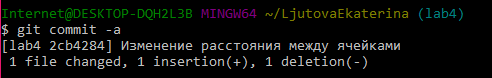 Internet@DESKTOP-DQH2L3B MINGW64 ~/LjutovaEkaterina (lab4)
$ git commit -a
[lab4 2cb4284] Изменение расстояния между ячейками
 1 file changed, 1 insertion(+), 1 deletion(-)